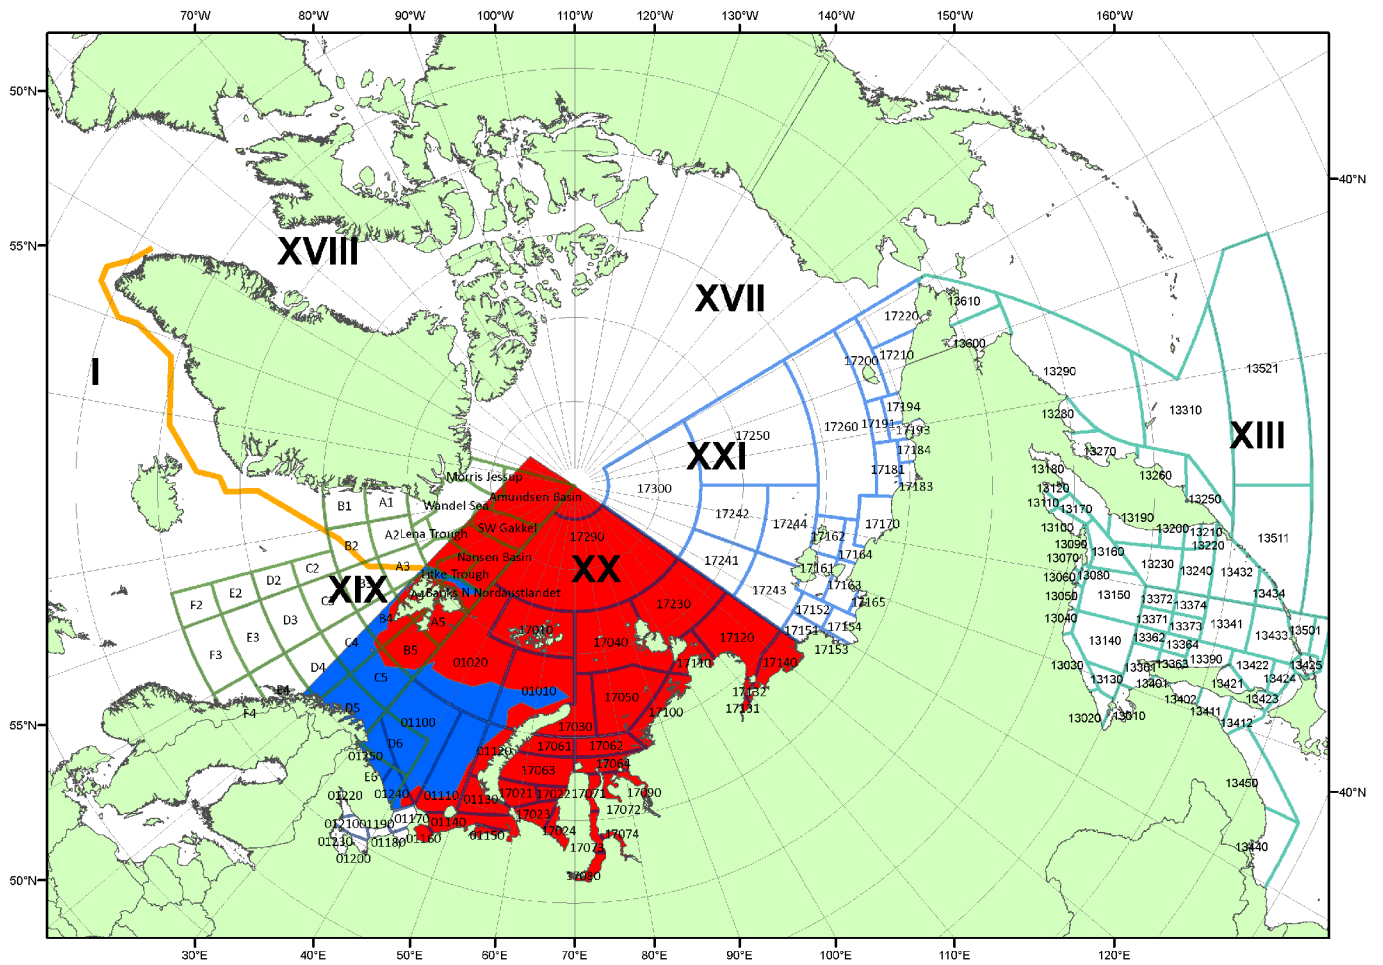 70°W 80°W 90°W 100°W 110°W 120°W 130°W 140°W 150°W 160°W
50°N
40°N
55°N
XVIII
XVII
I
XXI
XIII
XX
XIX
17220
13610
13600
17200
17210
13290
13521
17194
13280
13310
17250
17260
17191
17193
17184
13270
13180
17181
13260
Morris Jessup
Amundsen Basin
17300
17183
13120
13250
B1
A1
Wandel Sea
13110
13170
17242
17244
17170
13190
SW Gakkel
13100
13200
13210
A2
Lena Trough
17290
17162
13090
13220
13511
B2
Nansen Basin
17241
17164
13160
13070
A3
C2
17161
13230
13240
13432
D2
Litke Trough
13060
13080
E2
Banks N Nordaustlandet
17243
17163
13050
13150
13434
F2
17230
17165
13372
13374
17152
D3
B4
A5
13040
13371
13373
13341
E3
17010
17120
17151
17154
13433
13501
C4
17040
13140
13362
13364
17153
F3
B5
01020
17140
13030
13361
13363
13390
13422
13425
D4
17110
C5
17132
13130
13401
13421
13424
E4
01010
17050
17131
13402
13423
F4
D5
01100
17100
13020
13010
13411
13412
17030
D6
01250
01120
17061
17062
E6
17063
17064
13450
01220
01240
01110
01130
17021
17022
17071
17090
01210
01190
01170
01140
17023
17072
01230
01180
01160
01150
17024
17074
01200
17073
13440
17080
55°N
40°N
50°N
30°E 40°E 50°E 60°E 70°E 80°E 90°E 100°E 110°E 120°E